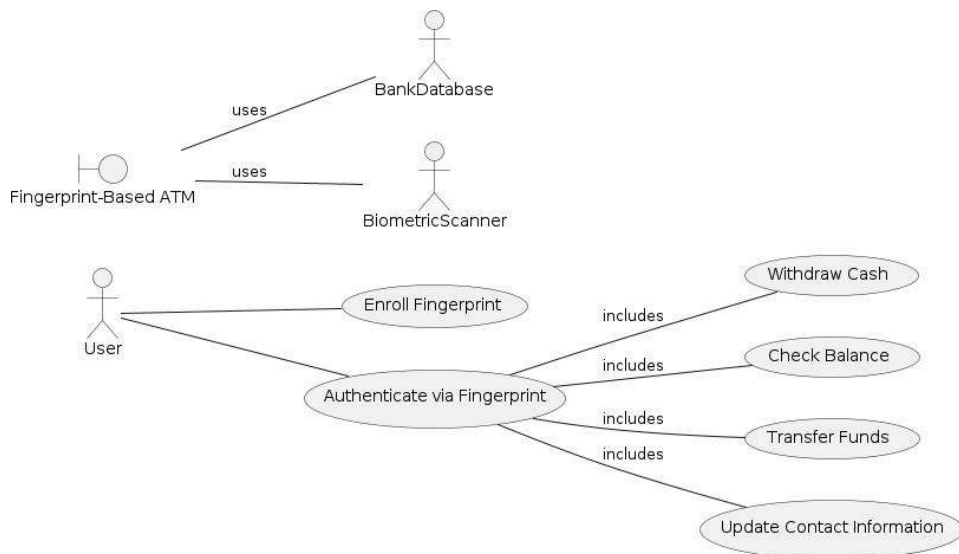 BankDatabase
uses
uses
Fingerprint-Based ATM
BiometricScanner
Withdraw Cash
Enroll Fingerprint
includes
User
includes
Check Balance
Authenticate via Fingerprint
includes
Transfer Funds
includes
Update Contact Information